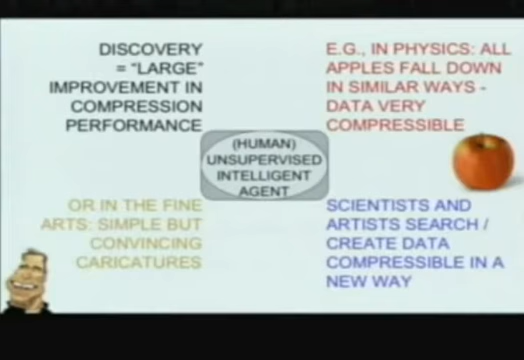 DISCOVERY
= "LARGE"
IMPROVEMENT IN
COMPRESSION
PERFORMANCE
E.G., IN PHYSICS: ALL
APPLES FALL DOWN
IN SIMILAR WAYS -
DATA VERY
COMPRESSIBLE
(HUMAN)
UNSUPERVISED
INTELLIGENT
AGENT
OR IN THE FINE
ARTS: SIMPLE BUT
CONVINCING
CARICATURES
SCIENTISTS AND
ARTISTS SEARCH /
CREATE DATA
COMPRESSIBLE IN A
NEW WAY